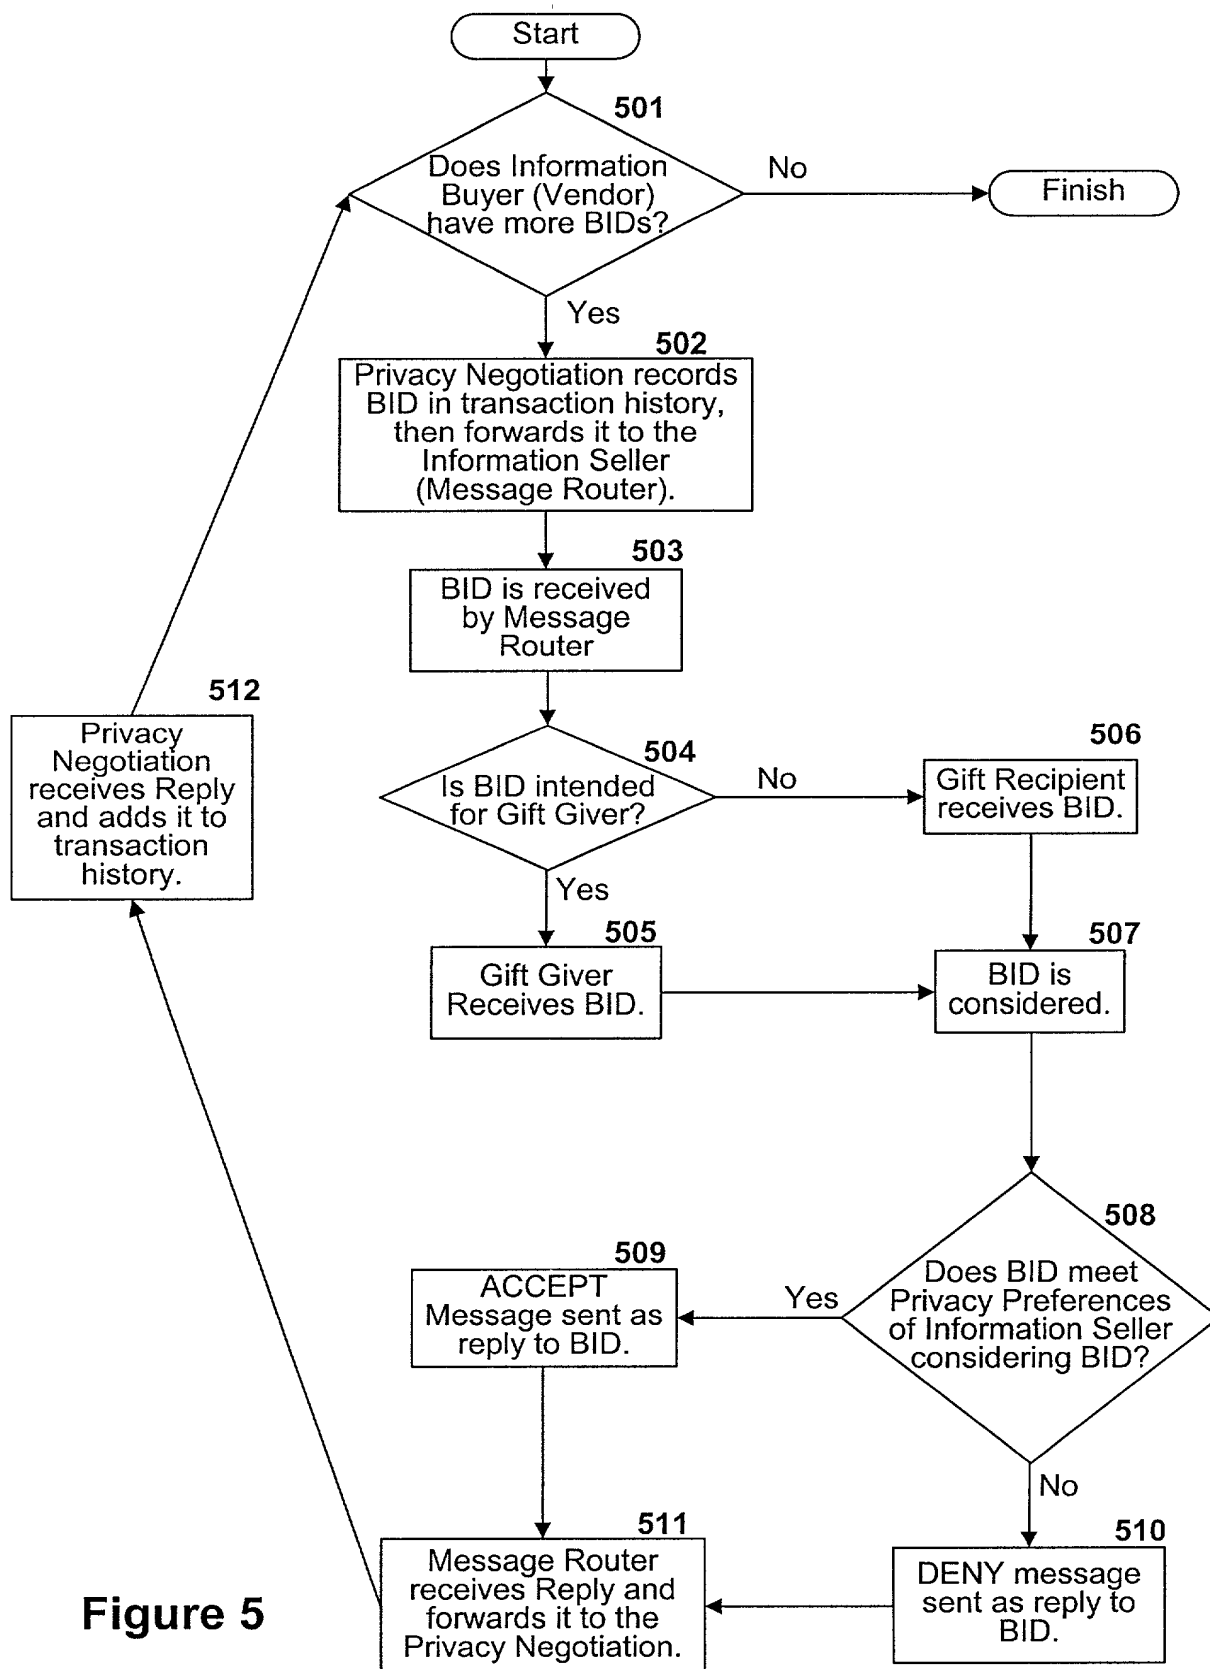 Start
501
Does Information
Buyer (Vendor)
have more BIDs?
No
Finish
Yes
502
Privacy Negotiation records
BID in transaction history,
then forwards it to the
Information Seller
(Message Router).
503
BID is received
by Message
Router
512
Privacy
Negotiation
receives Reply
and adds it to
transaction
history.
504
Is BID intended
for Gift Giver?
No
506
Gift Recipient
receives BID.
Yes
505
Gift Giver
Receives BID.
507
BID is
considered.
508
Does BID meet
Privacy Preferences
of Information Seller
considering BID?
Yes
509
ACCEPT
Message sent as
reply to BID.
No
510
DENY message
sent as reply to
BID.
511
Message Router
receives Reply and
forwards it to the
Privacy Negotiation.
Figure 5